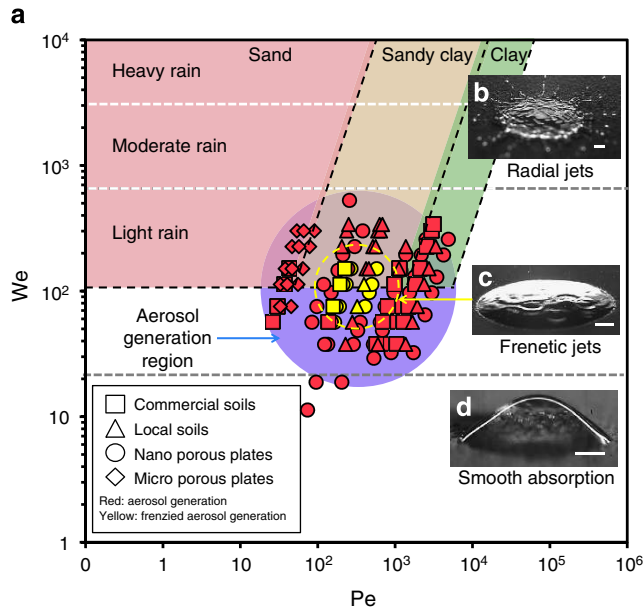 a
We
10⁴
10³
10²
10
1
Sand
Sandy clay
Clay
Heavy rain
Moderate rain
Light rain
b
Radial jets
c
Frenetic jets
d
Smooth absorption
Aerosol
generation
region
Commercial soils
Local soils
Nano porous plates
Micro porous plates
Red: aerosol generation
Yellow: frenzied aerosol generation
0 1 10 10² 10³ 10⁴ 10⁵ 10⁶
Pe